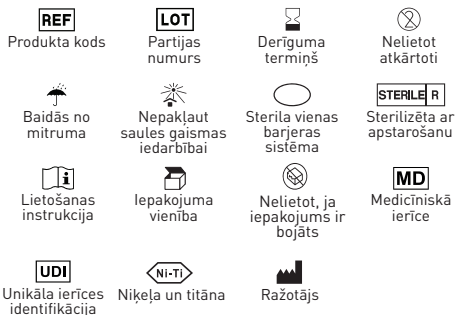 REF
LOT
Produkta kods
Partijas
numurs
Derīguma
termiņš
Nelietot
atkārtoti
2
STERILE R
Baidās no
mitruma
Nepakļaut
saules gaismas
iedarbībai
Sterila vienas
barjeras
sistēma
Sterilizēta ar
apstarošanu
i
MD
Lietošanas
instrukcija
Iepakojuma
vienība
Nelietot, ja
iepakojums ir
bojāts
Medicīniskā
ierīce
UDI
Ni-Ti
Unikāla ierīces
identifikācija
Niķeļa un titāna
Ražotājs